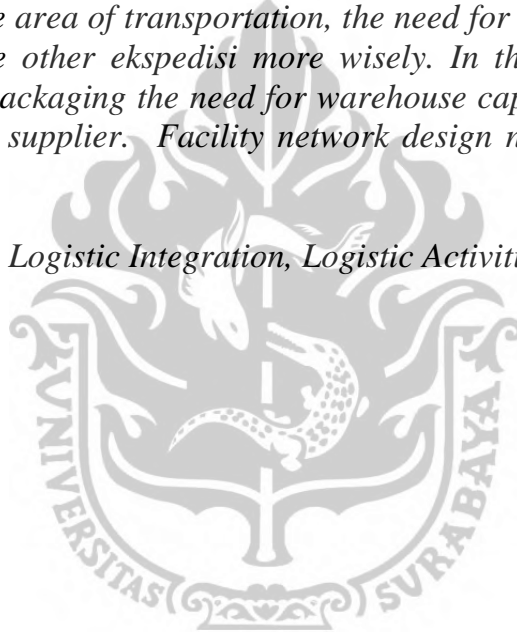 e area of transportation, the need for
e other ekspedisi more wisely. In th
ackaging the need for warehouse cap
supplier. Facility network design n
Logistic Integration, Logistic Activiti
UNIVERSITAS SURABAYA